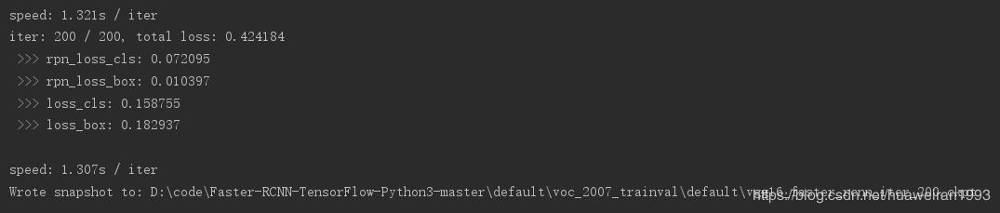 speed: 1.321s / iter
iter: 200 / 200, total loss: 0.424184
>>> rpn_loss_cls: 0.072095
>>> rpn_loss_box: 0.010397
>>> loss_cls: 0.158755
>>> loss_box: 0.182937
speed: 1.307s / iter
Wrote snapshot to: D:\code\Faster-RCNN-TensorFlow-Python3-master\default\voc_2007_trainval\default\vgg16_faster_rcnn_iter_200.ckpt
https://blog.csdn.net/huaweiran1993